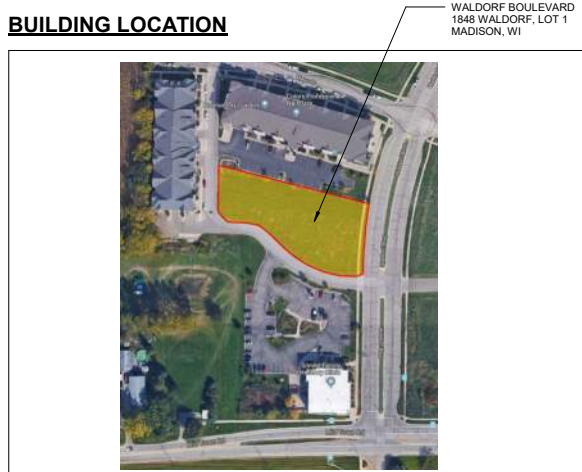 WALDORF BOULEVARD
1848 WALDORF, LOT 1
MADISON, WI
BUILDING LOCATION